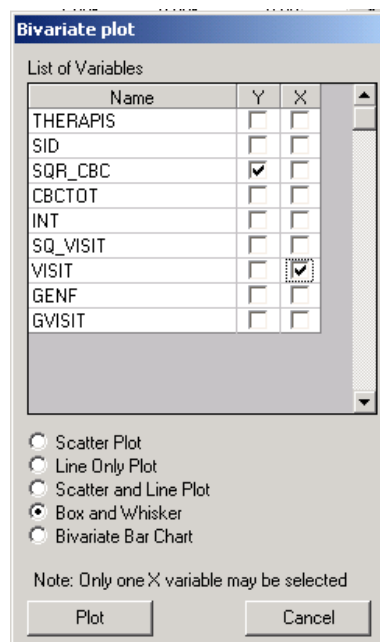 Bivariate plot
List of Variables
Name Y X
THERAPIS
SID
SQR_CBC
CBCTOT
INT
SQ_VISIT
VISIT
GENF
GVISIT
Scatter Plot
Line Only Plot
Scatter and Line Plot
Box and Whisker
Bivariate Bar Chart
Note: Only one X variable may be selected
Plot Cancel